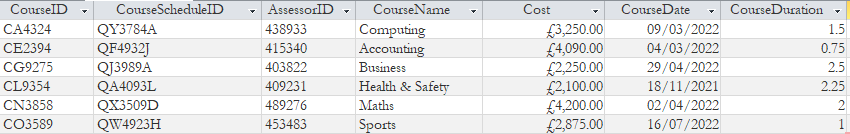 CourseID CourseScheduleID AssessorID CourseName Cost CourseDate CourseDuration
CA4324 QY3784A 438933 Computing £3,250.00 09/03/2022 1.5
CE2394 QF4932J 415340 Accounting £4,090.00 04/03/2022 0.75
CG9275 QJ3989A 403822 Business £2,250.00 29/04/2022 2.5
CL9354 QA4093L 409231 Health & Safety £2,100.00 18/11/2021 2.25
CN3858 QX3509D 489276 Maths £4,200.00 02/04/2022 2
CO3589 QW4923H 453483 Sports £2,875.00 16/07/2022 1